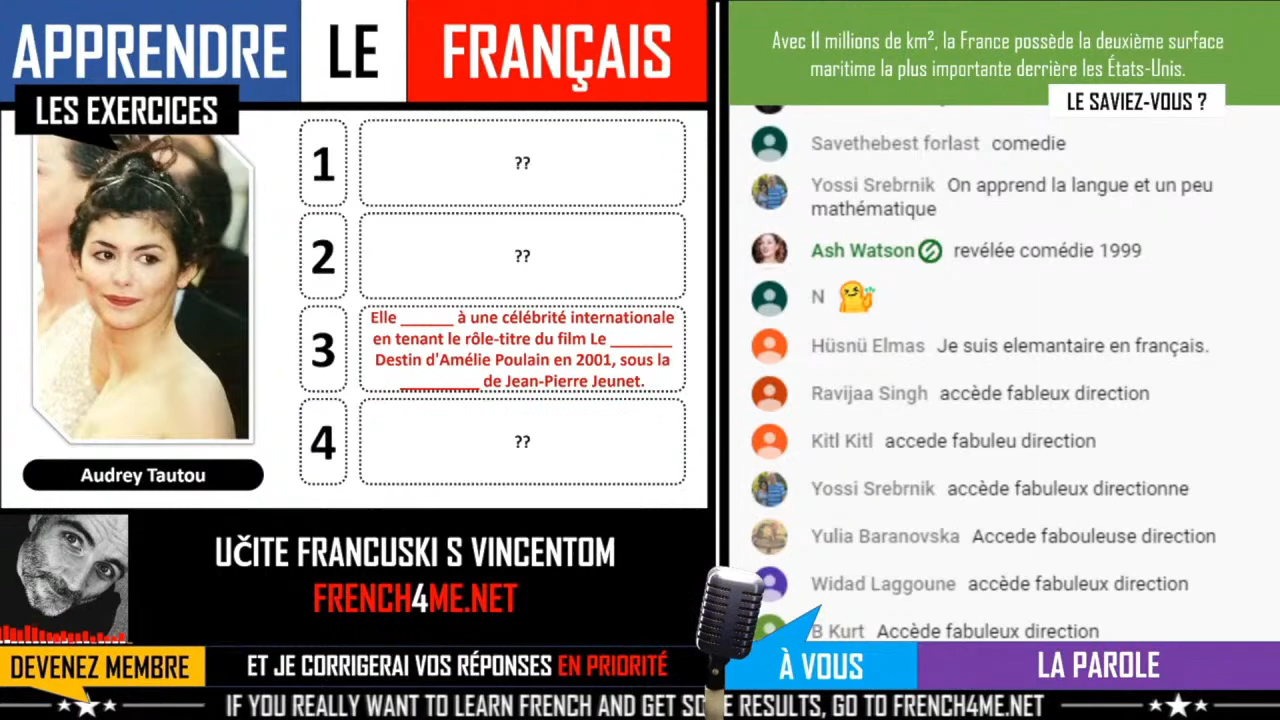 APPRENDRE LE FRANÇAIS
LES EXERCICES
Audrey Tautou
1
??
2
??
3
Elle ______ à une célébrité internationale
en tenant le rôle-titre du film Le _______
Destin d'Amélie Poulain en 2001, sous la
_________ de Jean-Pierre Jeunet.
4
??
UČITE FRANCUSKI S VINCENTOM
FRENCH4ME.NET
DEVENEZ MEMBRE
ET JE CORRIGERAI VOS RÉPONSES EN PRIORITÉ
Avec 11 millions de km², la France possède la deuxième surface
maritime la plus importante derrière les États-Unis.
LE SAVIEZ-VOUS ?
Savethebest forlast comedie
Yossi Srebrnik On apprend la langue et un peu
mathématique
Ash Watson revélée comédie 1999
N
Hüsnü Elmas Je suis elemantaire en français.
Ravijaa Singh accède fableux direction
Kitl Kitl accede fabuleu direction
Yossi Srebrnik accède fabuleux directionne
Yulia Baranovska Accede fabouleuse direction
Widad Laggoune accède fabuleux direction
B Kurt Accède fabuleux direction
À VOUS
LA PAROLE
IF YOU REALLY WANT TO LEARN FRENCH AND GET RESULTS, GO TO FRENCH4ME.NET